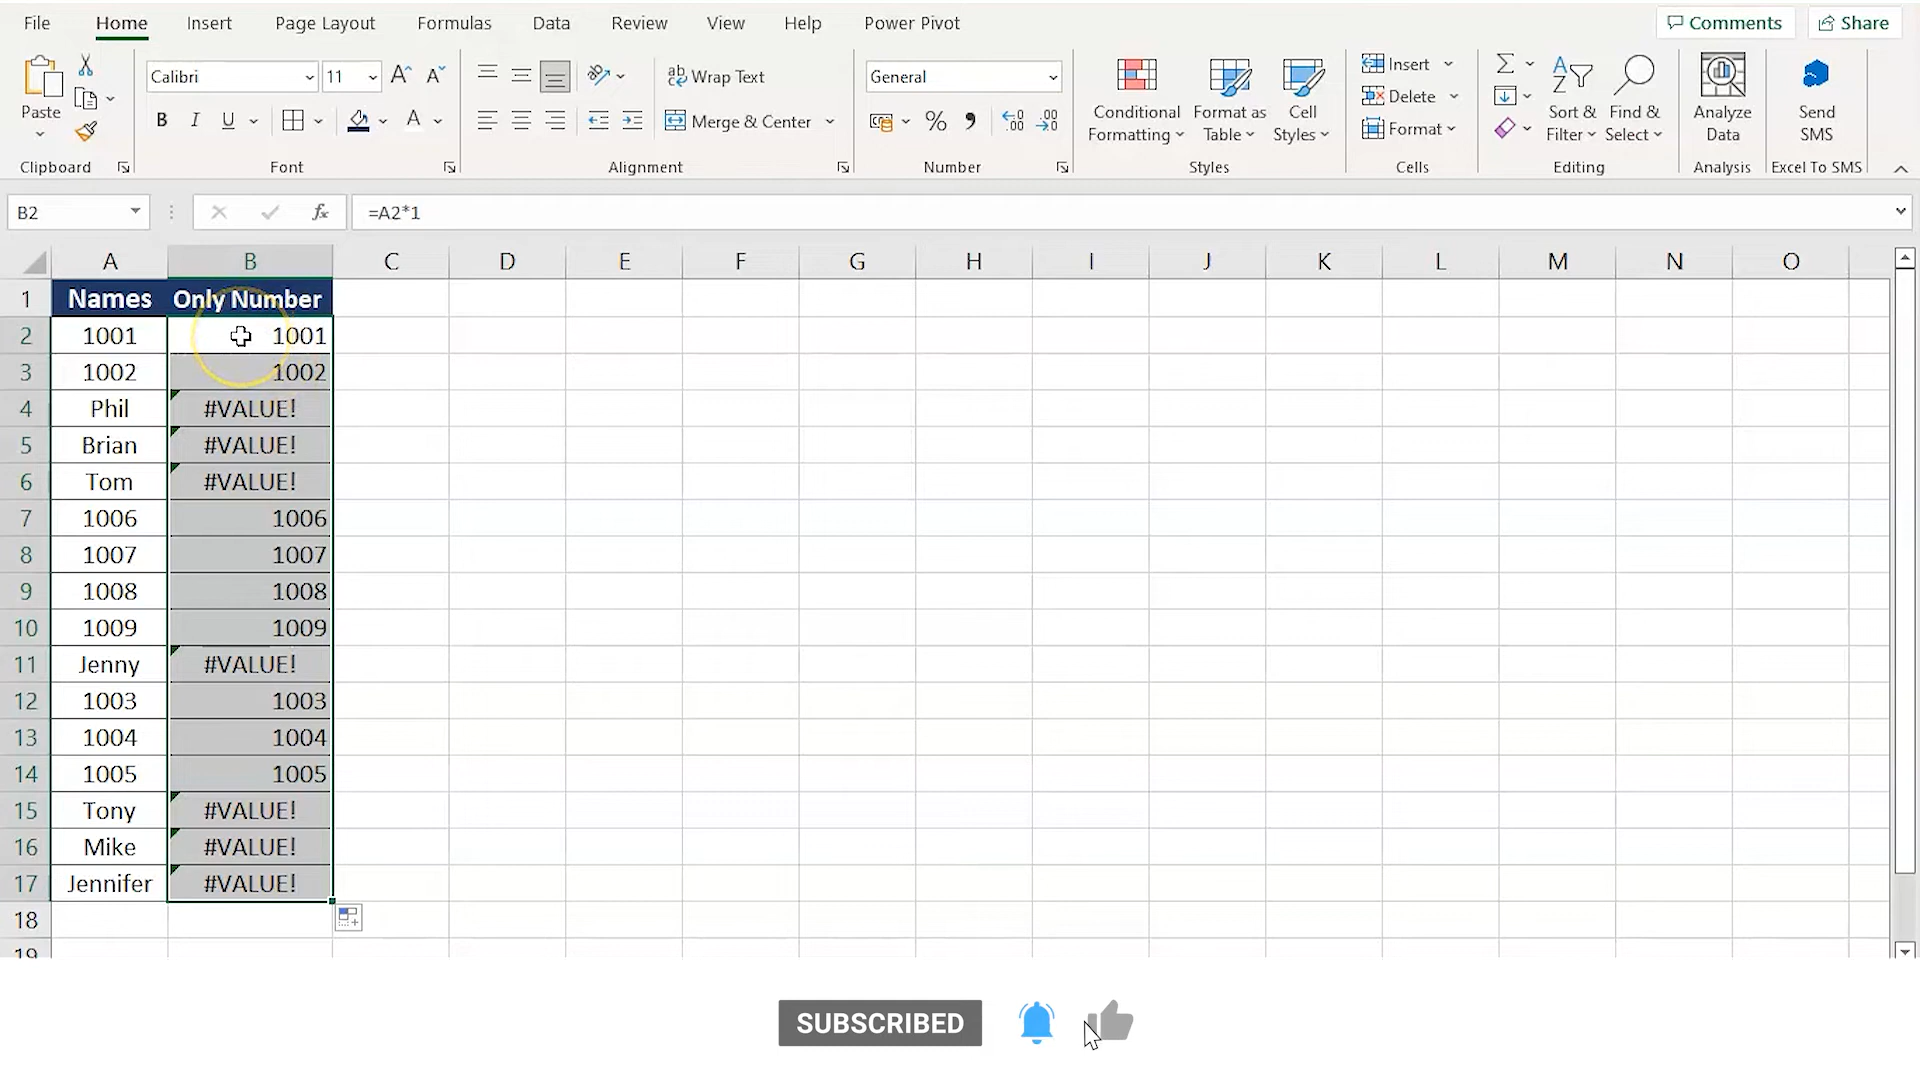 File Home Insert Page Layout Formulas Data Review View Help Power Pivot Comments Share
Calibri 11 Wrap Text General Insert
Paste Conditional Format as Cell Delete Sort & Find & Analyze Send
B I U A Merge & Center % Formatting Table Styles Format Filter Select Data SMS
Clipboard Font Alignment Number Styles Cells Editing Analysis Excel To SMS
B2 fx =A2*1
A B C D E F G H I J K L M N O
1 Names Only Number
2 1001 1001
3 1002 1002
4 Phil #VALUE!
5 Brian #VALUE!
6 Tom #VALUE!
7 1006 1006
8 1007 1007
9 1008 1008
10 1009 1009
11 Jenny #VALUE!
12 1003 1003
13 1004 1004
14 1005 1005
15 Tony #VALUE!
16 Mike #VALUE!
17 Jennifer #VALUE!
18
19
SUBSCRIBED